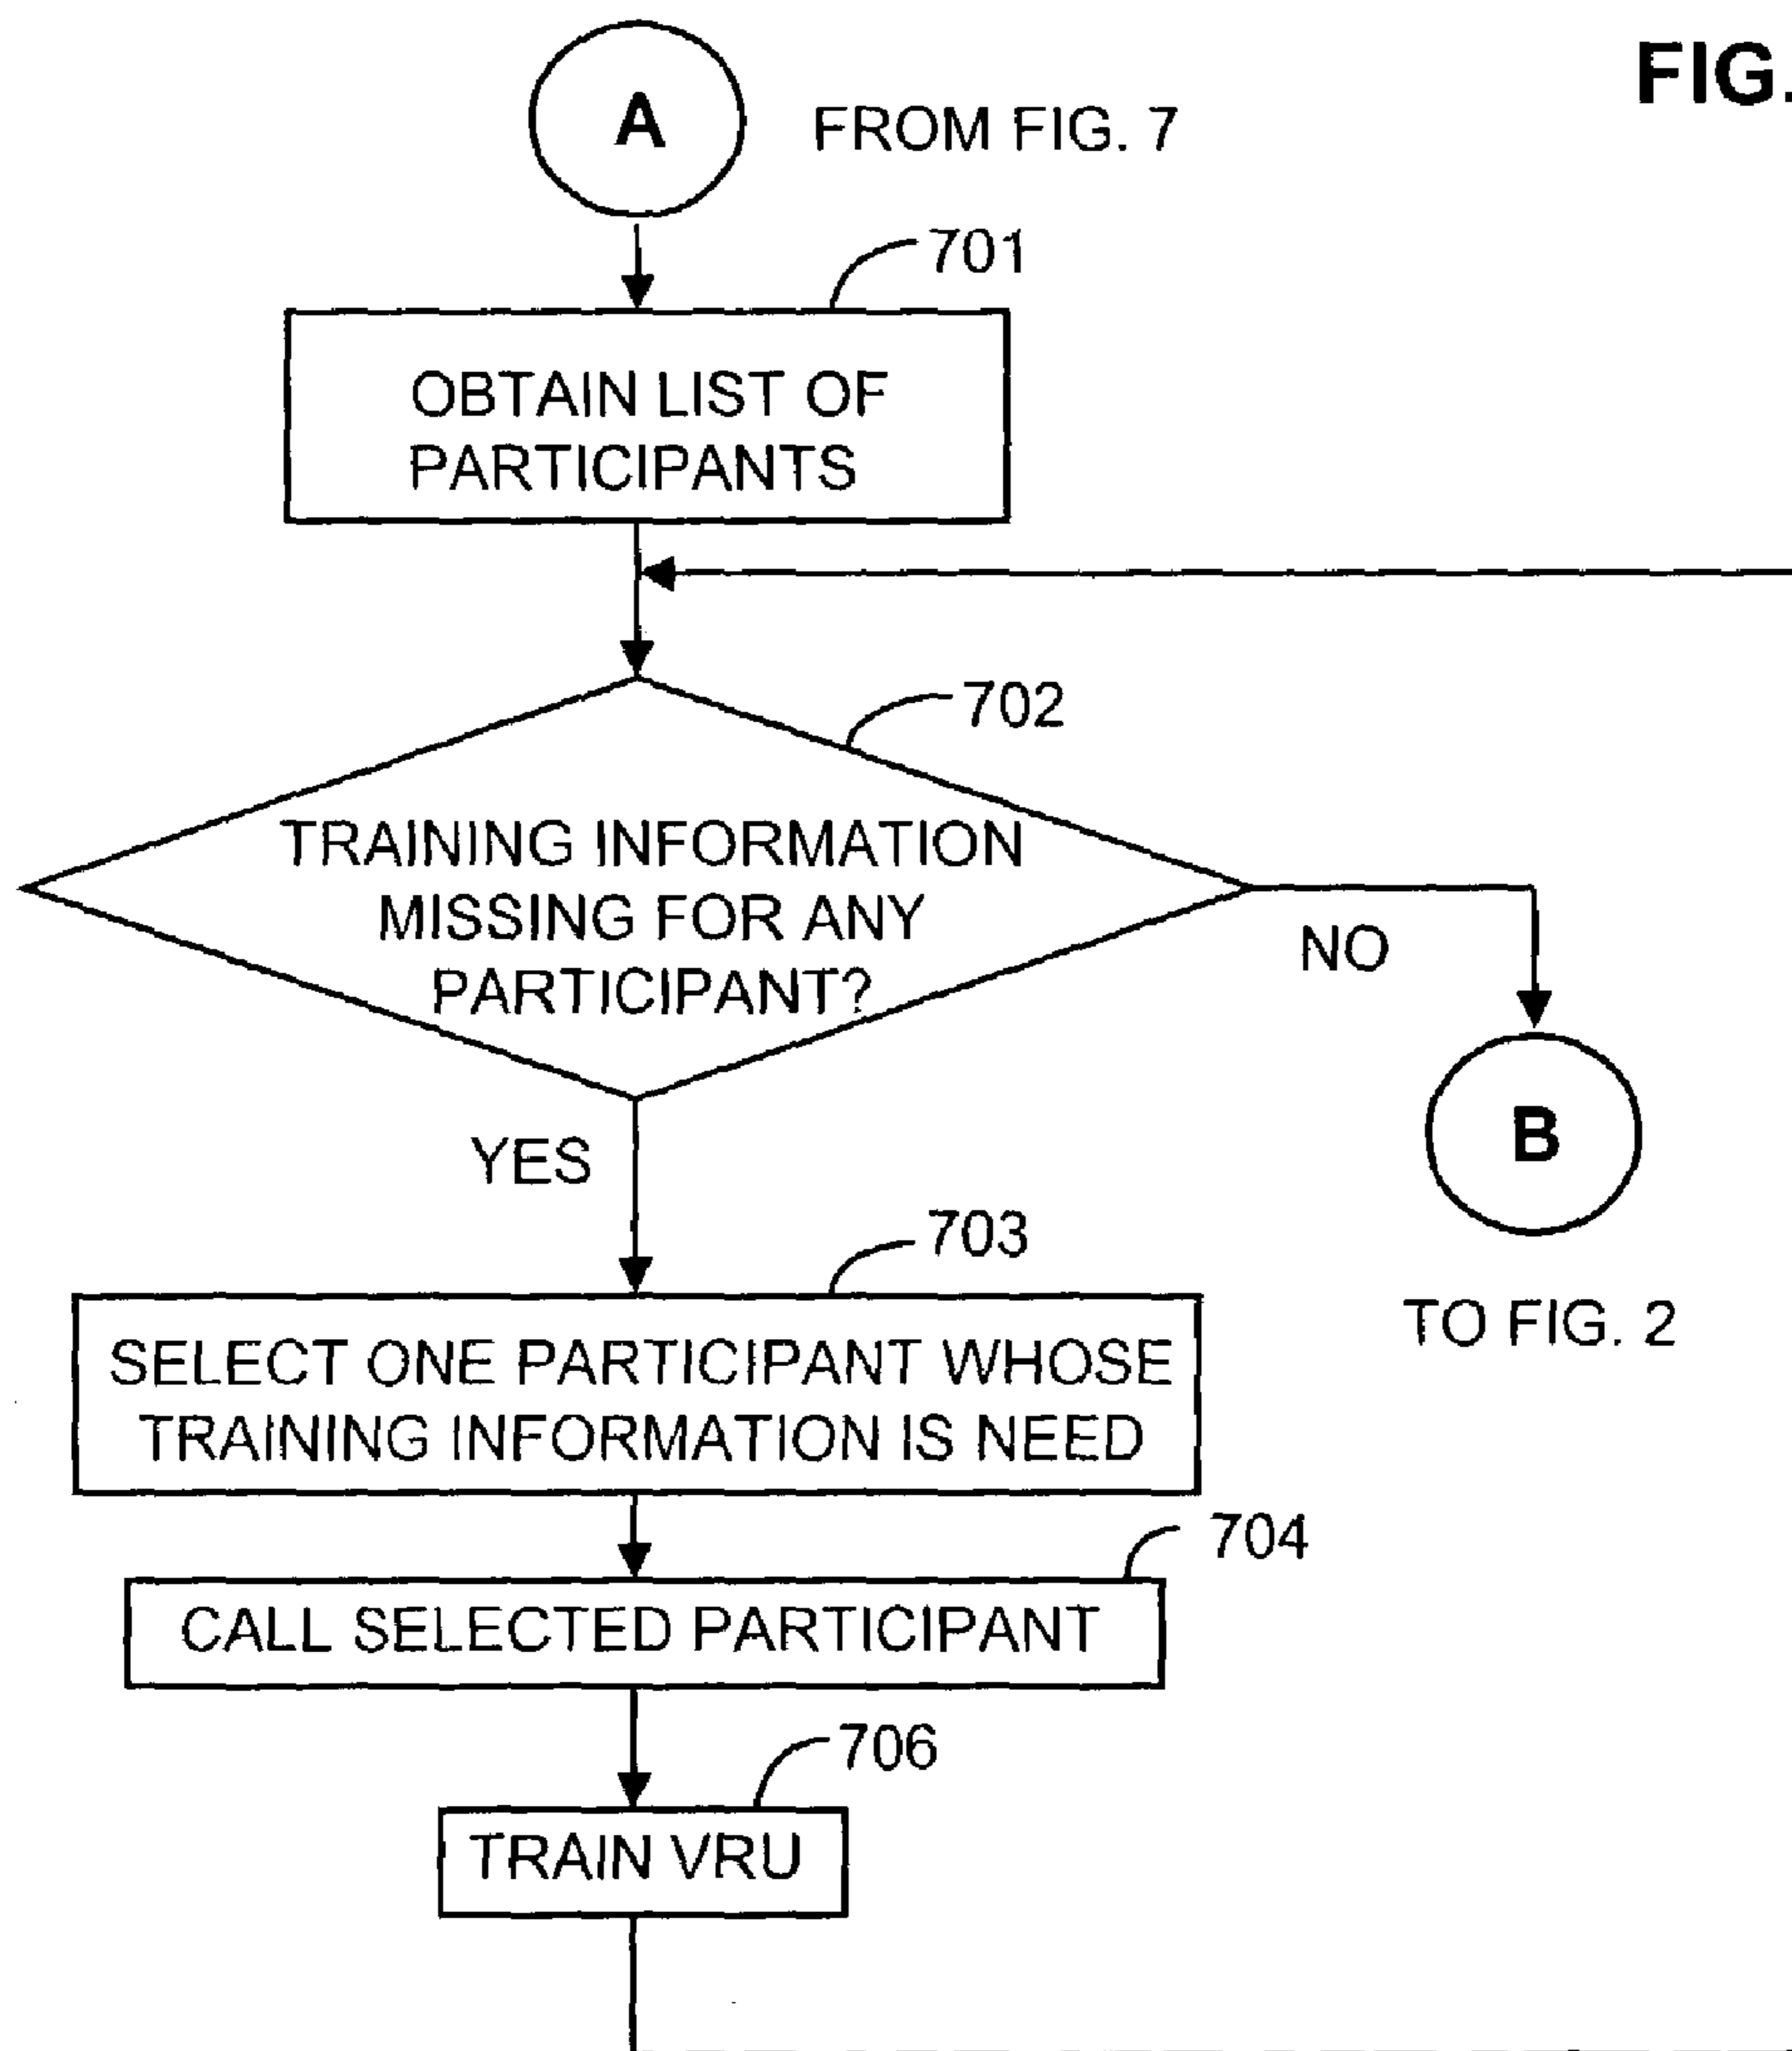 FIG.
A
FROM FIG. 7
701
OBTAIN LIST OF
PARTICIPANTS
702
TRAINING INFORMATION
MISSING FOR ANY
PARTICIPANT?
NO
B
YES
TO FIG. 2
703
SELECT ONE PARTICIPANT WHOSE
TRAINING INFORMATION IS NEED
704
CALL SELECTED PARTICIPANT
706
TRAIN VRU